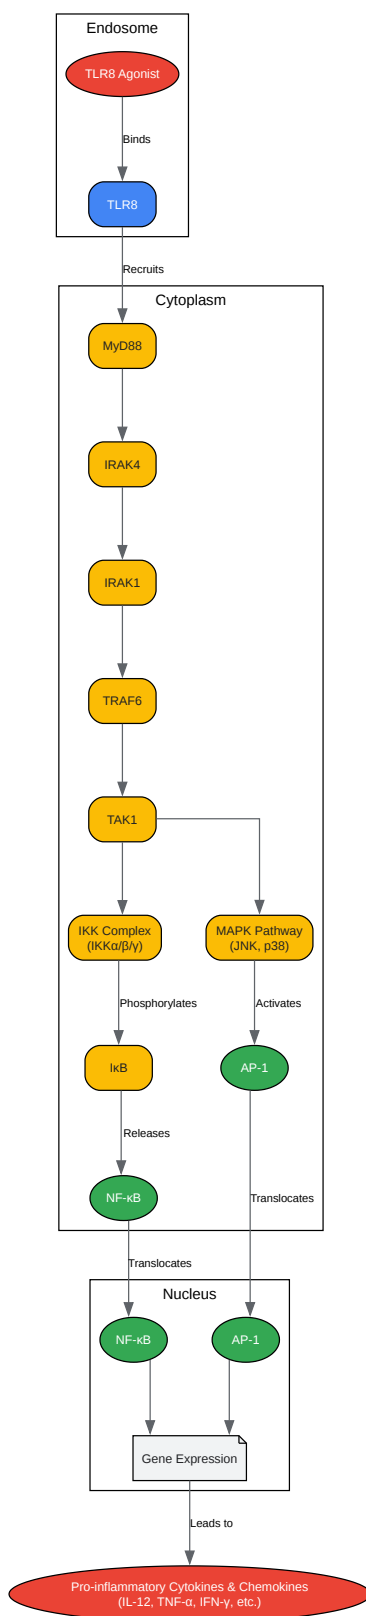 Endosome
TLR8 Agonist
Binds
TLR8
Recruits
Cytoplasm
MyD88
IRAK4
IRAK1
TRAF6
TAK1
IKK Complex
(IKKα/β/γ)
MAPK Pathway
(JNK, p38)
Phosphorylates
Activates
IκB
AP-1
Releases
NF-κB
Translocates
Translocates
Nucleus
NF-κB
AP-1
Gene Expression
Leads to
Pro-inflammatory Cytokines & Chemokines
(IL-12, TNF-α, IFN-γ, etc.)